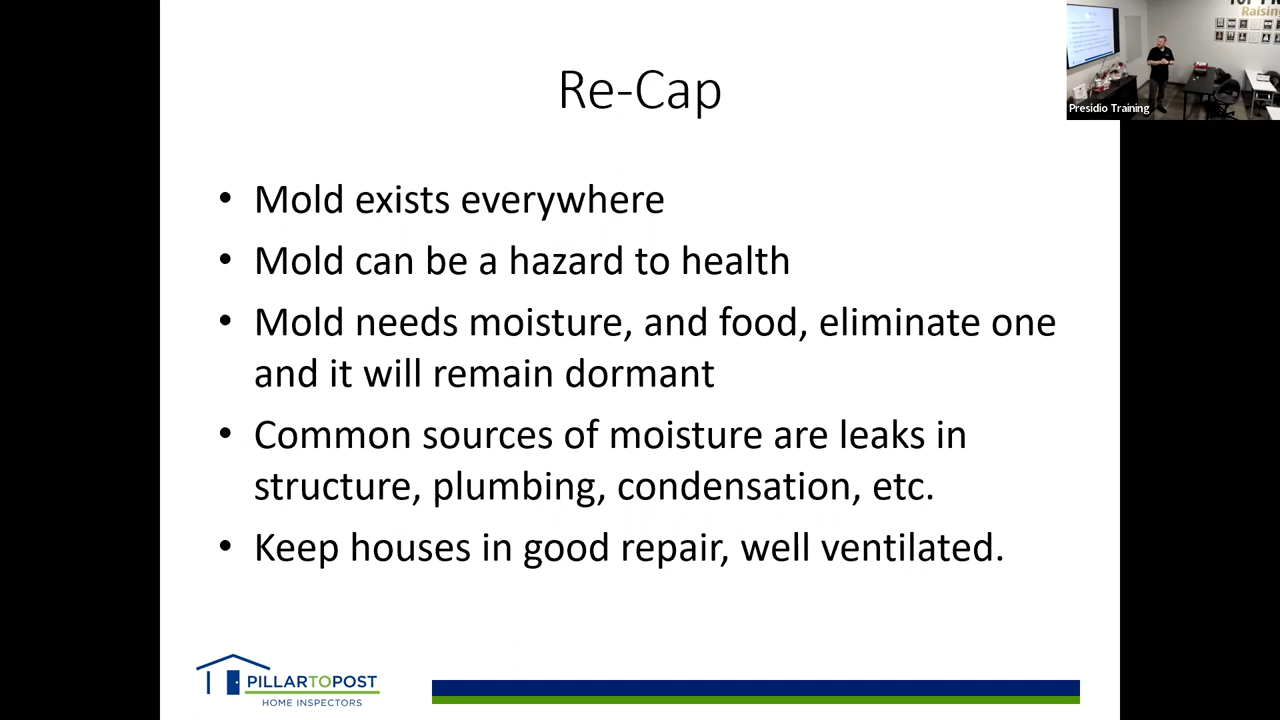 Re-Cap
• Mold exists everywhere
• Mold can be a hazard to health
• Mold needs moisture, and food, eliminate one
and it will remain dormant
• Common sources of moisture are leaks in
structure, plumbing, condensation, etc.
• Keep houses in good repair, well ventilated.
PILLARTOPOST
HOME INSPECTORS
Raising
Presidio Training